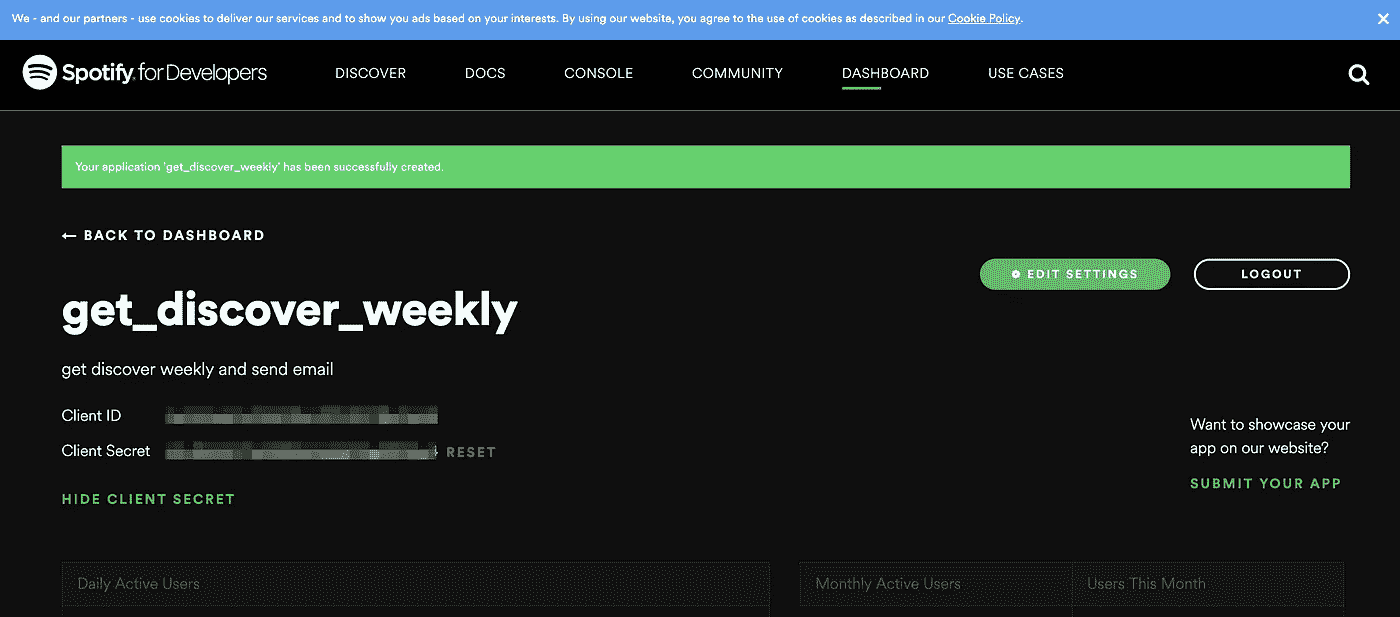 We - and our partners - use cookies to deliver our services and to show you ads based on your interests. By using our website, you agree to the use of cookies as described in our Cookie Policy.
Spotify for Developers
DISCOVER
DOCS
CONSOLE
COMMUNITY
DASHBOARD
USE CASES
Your application 'get_discover_weekly' has been successfully created.
← BACK TO DASHBOARD
EDIT SETTINGS
LOGOUT
get_discover_weekly
get discover weekly and send email
Client ID
Client Secret
RESET
HIDE CLIENT SECRET
Want to showcase your
app on our website?
SUBMIT YOUR APP
Daily Active Users
Monthly Active Users
Users This Month